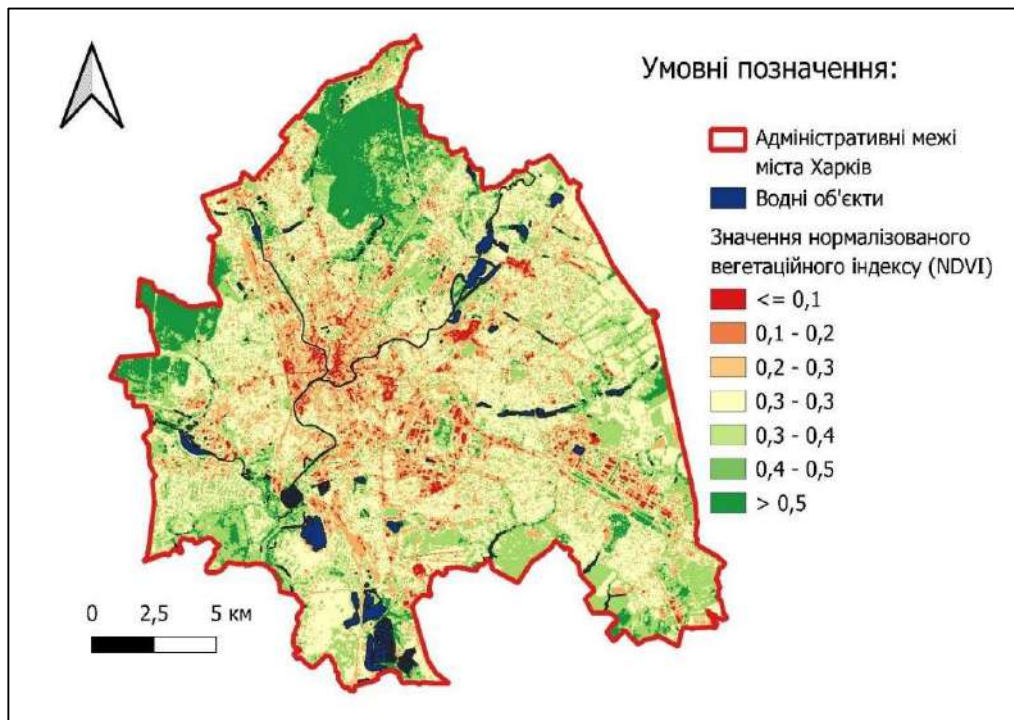 Умовні позначення:
Адміністративні межі
міста Харків
Водні об'єкти
Значення нормалізованого
вегетаційного індексу (NDVI)
<= 0,1
0,1 - 0,2
0,2 - 0,3
0,3 - 0,3
0,3 - 0,4
0,4 - 0,5
> 0,5
0 2,5 5 км